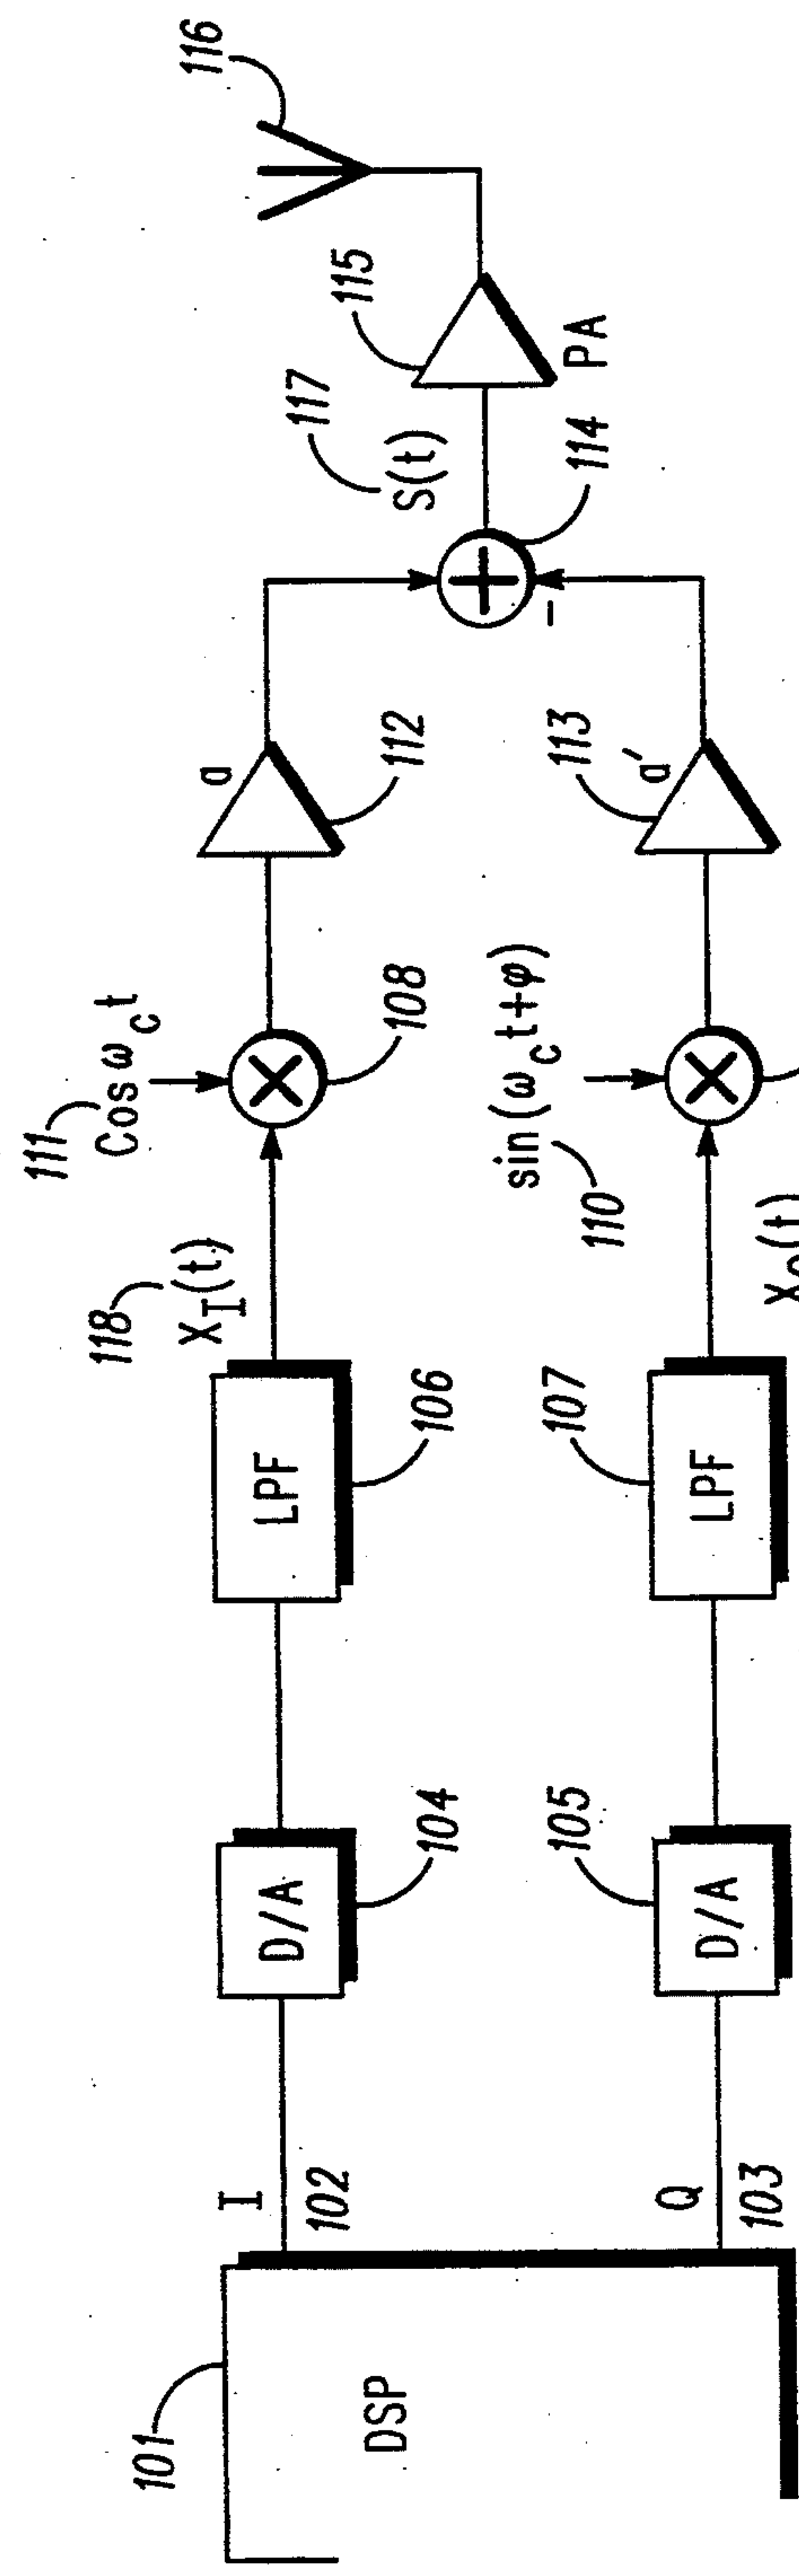 101
DSP
I
102
Q
103
D/A
104
D/A
105
LPF
106
LPF
107
118
X_I(t)
111
Cos ω_c t
108
110
sin(ω_c t+φ)
a
112
a′
113
114
-
117
S(t)
115
PA
116